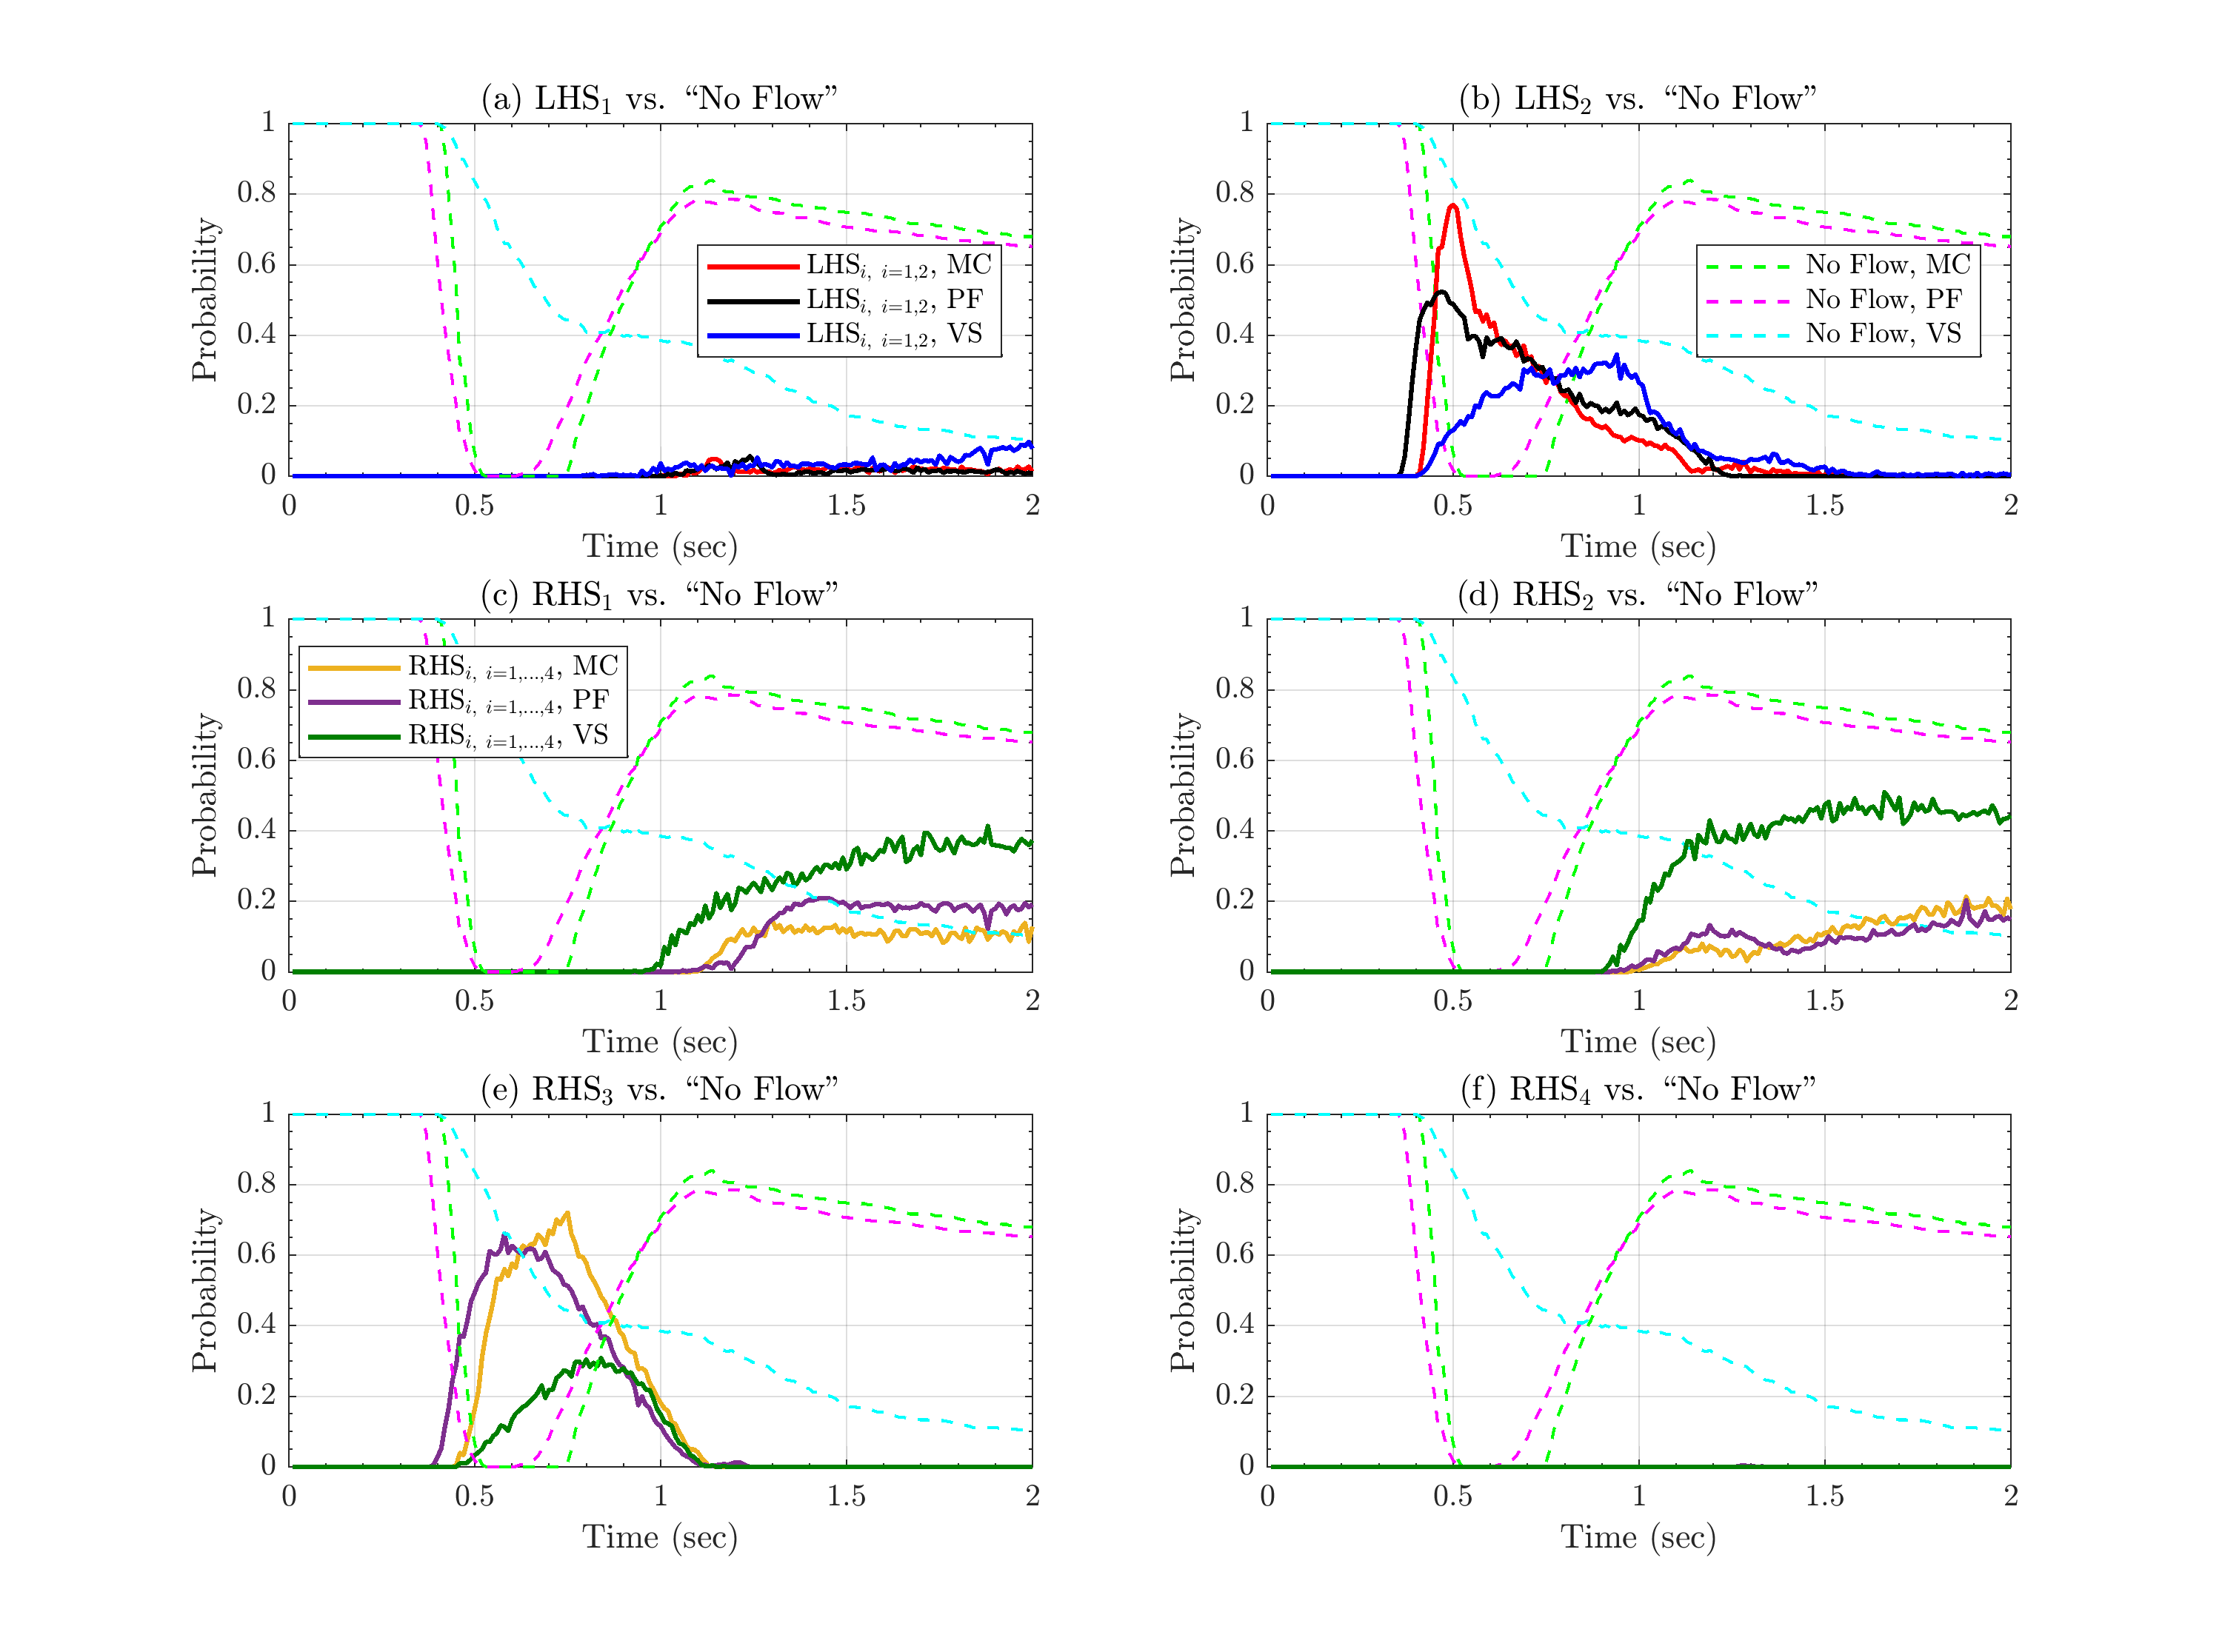 (a) LHS₁ vs. “No Flow”
1
0.8
0.6
0.4
0.2
0
Probability
LHS_{i, i=1,2}, MC
LHS_{i, i=1,2}, PF
LHS_{i, i=1,2}, VS
0 0.5 1 1.5 2
Time (sec)
(b) LHS₂ vs. “No Flow”
1
0.8
0.6
0.4
0.2
0
Probability
No Flow, MC
No Flow, PF
No Flow, VS
0 0.5 1 1.5 2
Time (sec)
(c) RHS₁ vs. “No Flow”
1
0.8
0.6
0.4
0.2
0
Probability
RHS_{i, i=1,...,4}, MC
RHS_{i, i=1,...,4}, PF
RHS_{i, i=1,...,4}, VS
0 0.5 1 1.5 2
Time (sec)
(d) RHS₂ vs. “No Flow”
1
0.8
0.6
0.4
0.2
0
Probability
0 0.5 1 1.5 2
Time (sec)
(e) RHS₃ vs. “No Flow”
1
0.8
0.6
0.4
0.2
0
Probability
0 0.5 1 1.5 2
Time (sec)
(f) RHS₄ vs. “No Flow”
1
0.8
0.6
0.4
0.2
0
Probability
0 0.5 1 1.5 2
Time (sec)